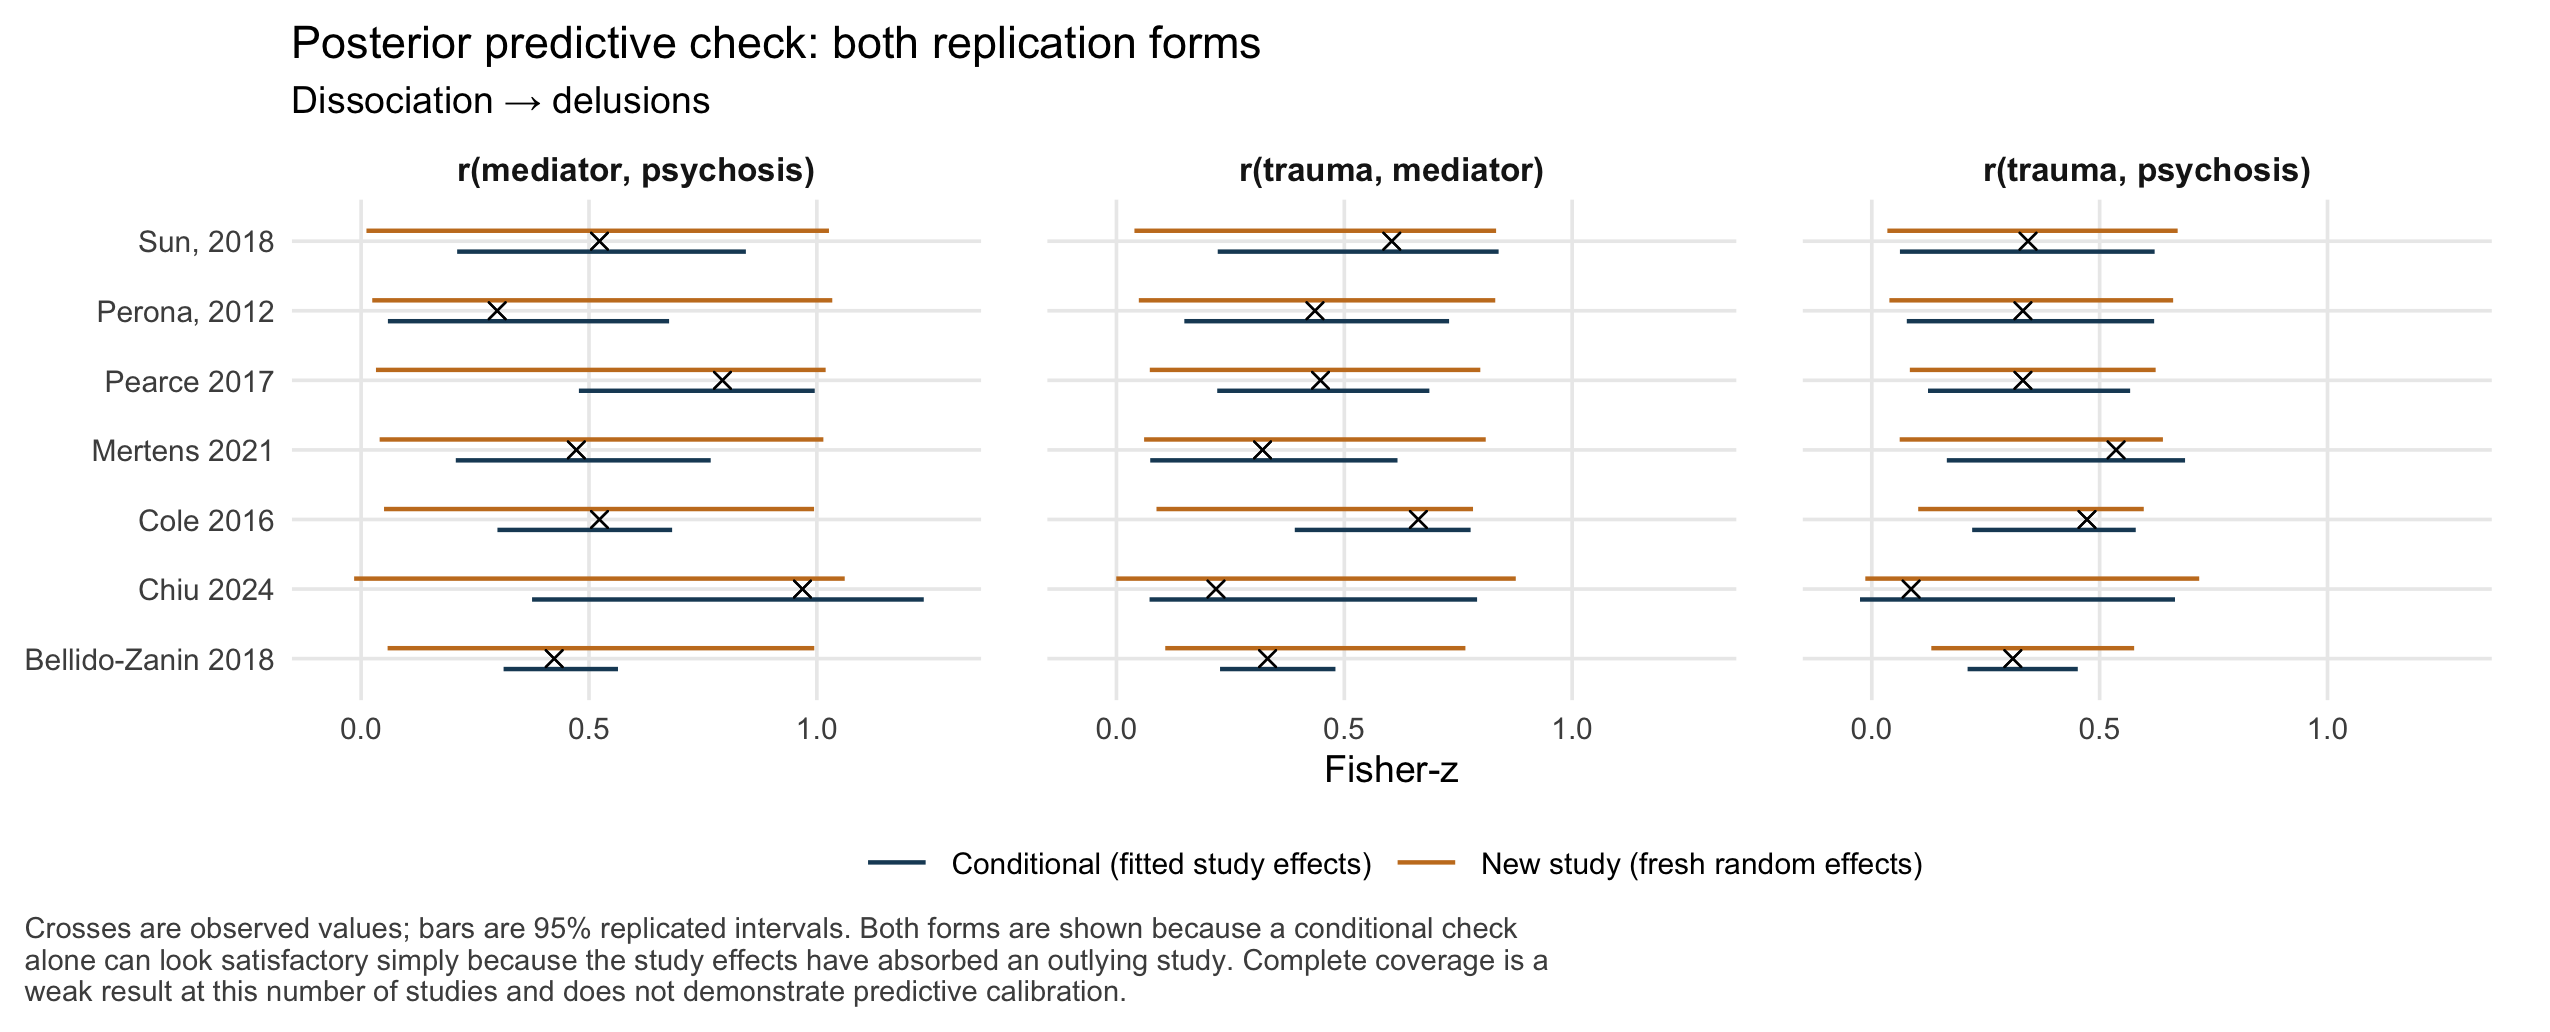 Posterior predictive check: both replication forms
Dissociation → delusions
r(mediator, psychosis)
r(trauma, mediator)
r(trauma, psychosis)
Sun, 2018
Perona, 2012
Pearce 2017
Mertens 2021
Cole 2016
Chiu 2024
Bellido-Zanin 2018
0.0 0.5 1.0
0.0 0.5 1.0
0.0 0.5 1.0
Fisher-z
Conditional (fitted study effects)
New study (fresh random effects)
Crosses are observed values; bars are 95% replicated intervals. Both forms are shown because a conditional check
alone can look satisfactory simply because the study effects have absorbed an outlying study. Complete coverage is a
weak result at this number of studies and does not demonstrate predictive calibration.